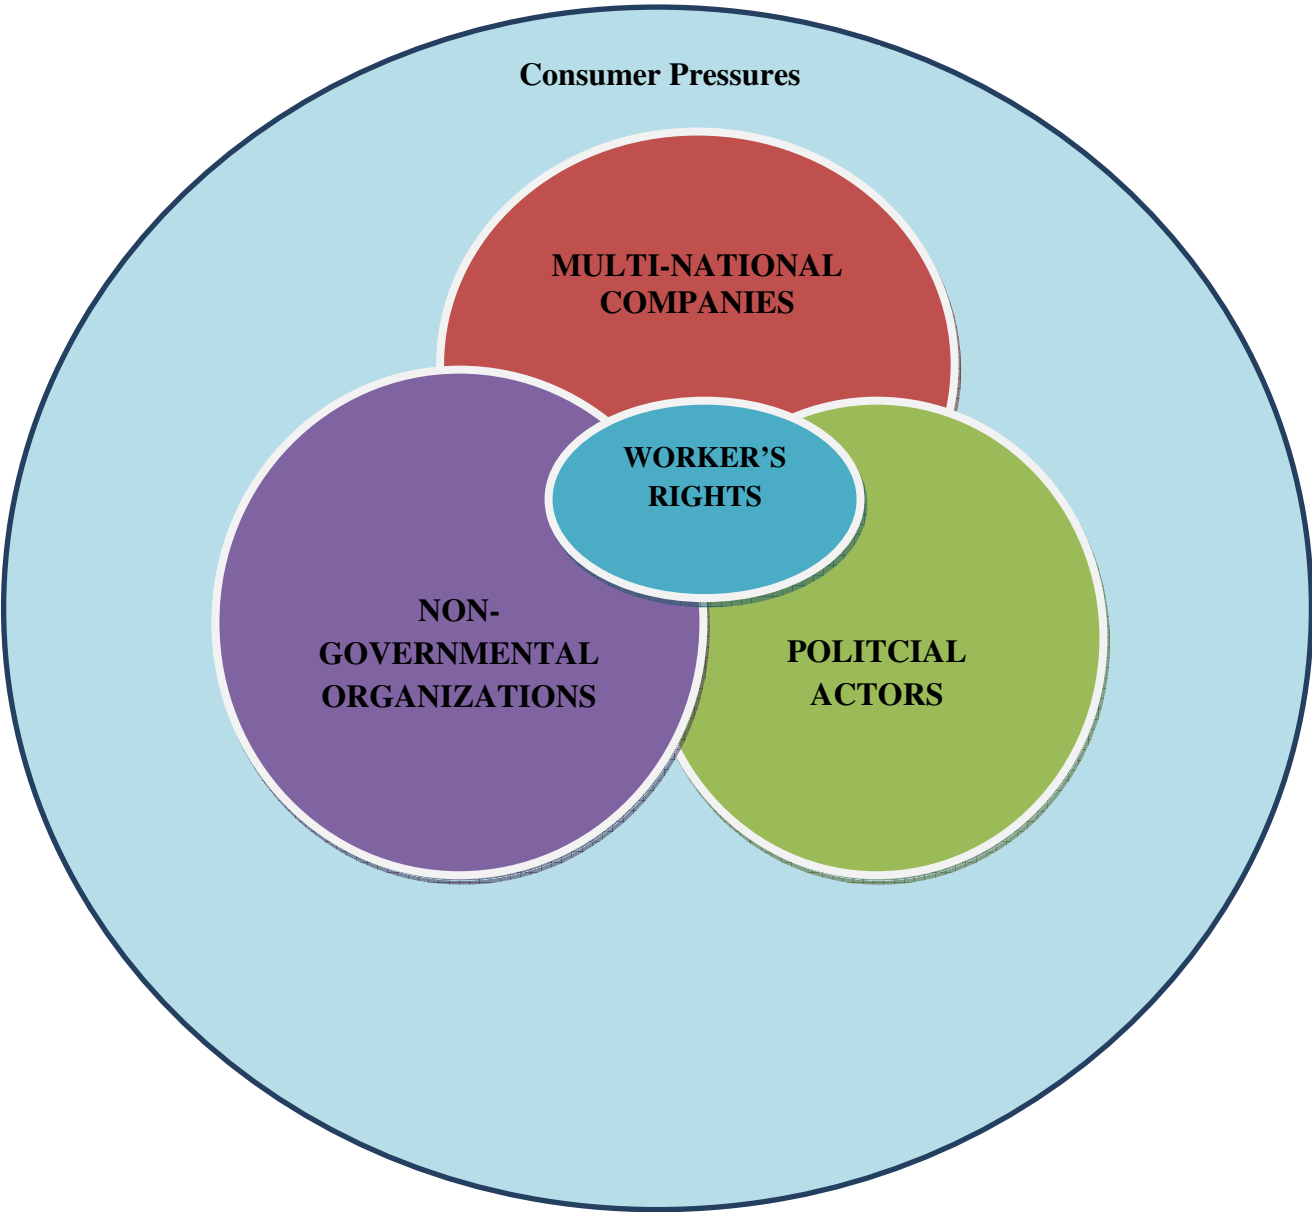 Consumer Pressures
MULTI-NATIONAL
COMPANIES
WORKER’S
RIGHTS
NON-
GOVERNMENTAL
ORGANIZATIONS
POLITCIAL
ACTORS